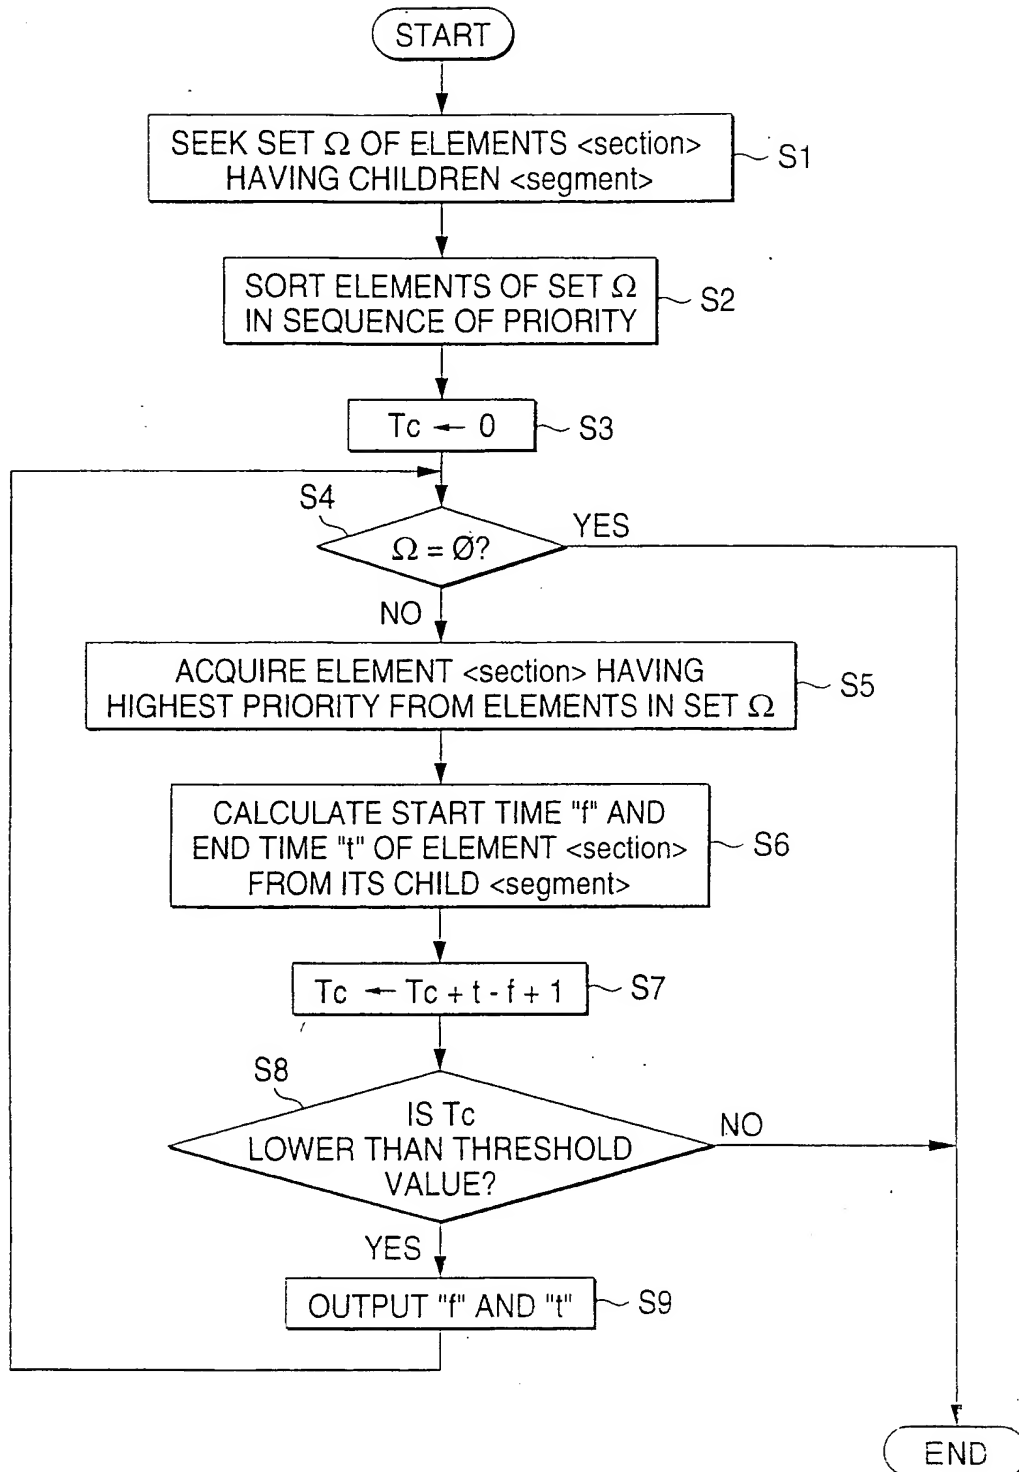 START
SEEK SET Ω OF ELEMENTS <section>
HAVING CHILDREN <segment>
S1
SORT ELEMENTS OF SET Ω
IN SEQUENCE OF PRIORITY
S2
Tc ← 0
S3
S4
Ω = Ø?
YES
NO
ACQUIRE ELEMENT <section> HAVING
HIGHEST PRIORITY FROM ELEMENTS IN SET Ω
S5
CALCULATE START TIME "f" AND
END TIME "t" OF ELEMENT <section>
FROM ITS CHILD <segment>
S6
Tc ← Tc + t - f + 1
S7
S8
IS Tc
LOWER THAN THRESHOLD
VALUE?
NO
YES
OUTPUT "f" AND "t"
S9
END